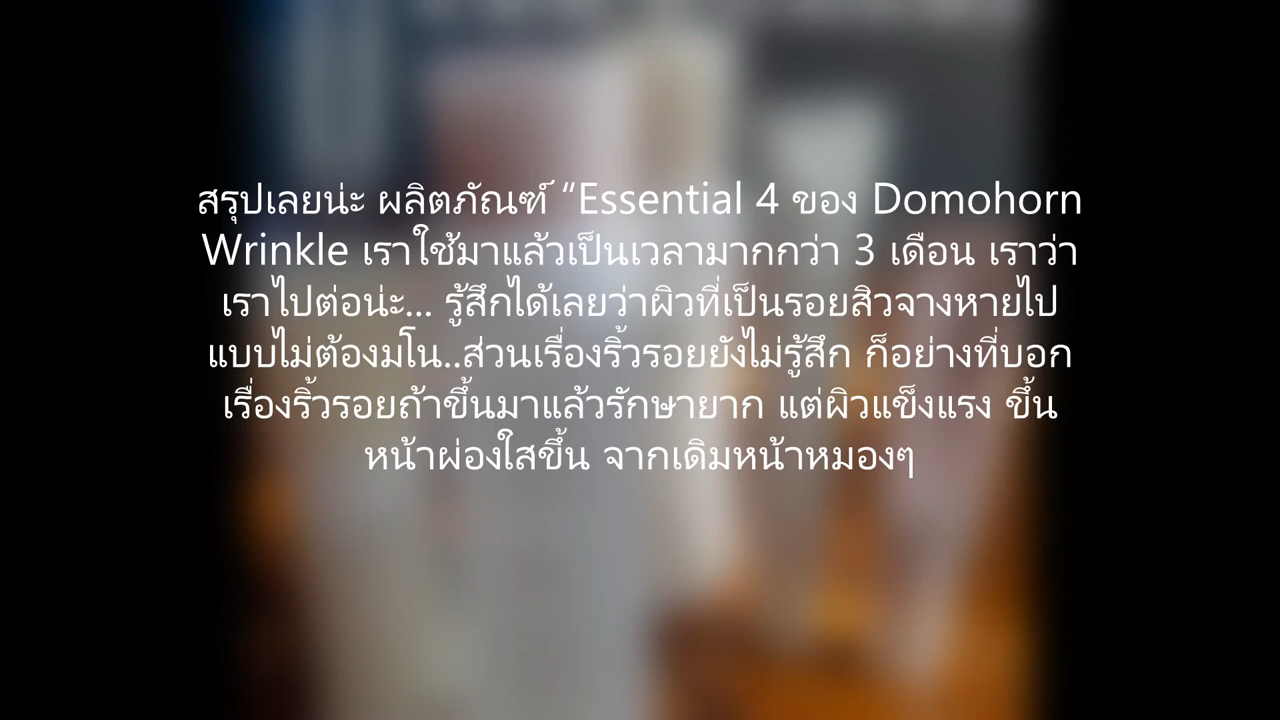 สรุปเลยน่ะ ผลิตภัณฑ์ “Essential 4 ของ Domohorn
Wrinkle เราใช้มาแล้วเป็นเวลามากกว่า 3 เดือน เราว่า
เราไปต่อน่ะ... รู้สึกได้เลยว่าผิวที่เป็นรอยสิวจางหายไป
แบบไม่ต้องมโน..ส่วนเรื่องริ้วรอยยังไม่รู้สึก ก็อย่างที่บอก
เรื่องริ้วรอยถ้าขึ้นมาแล้วรักษายาก แต่ผิวแข็งแรง ขึ้น
หน้าผ่องใสขึ้น จากเดิมหน้าหมองๆ